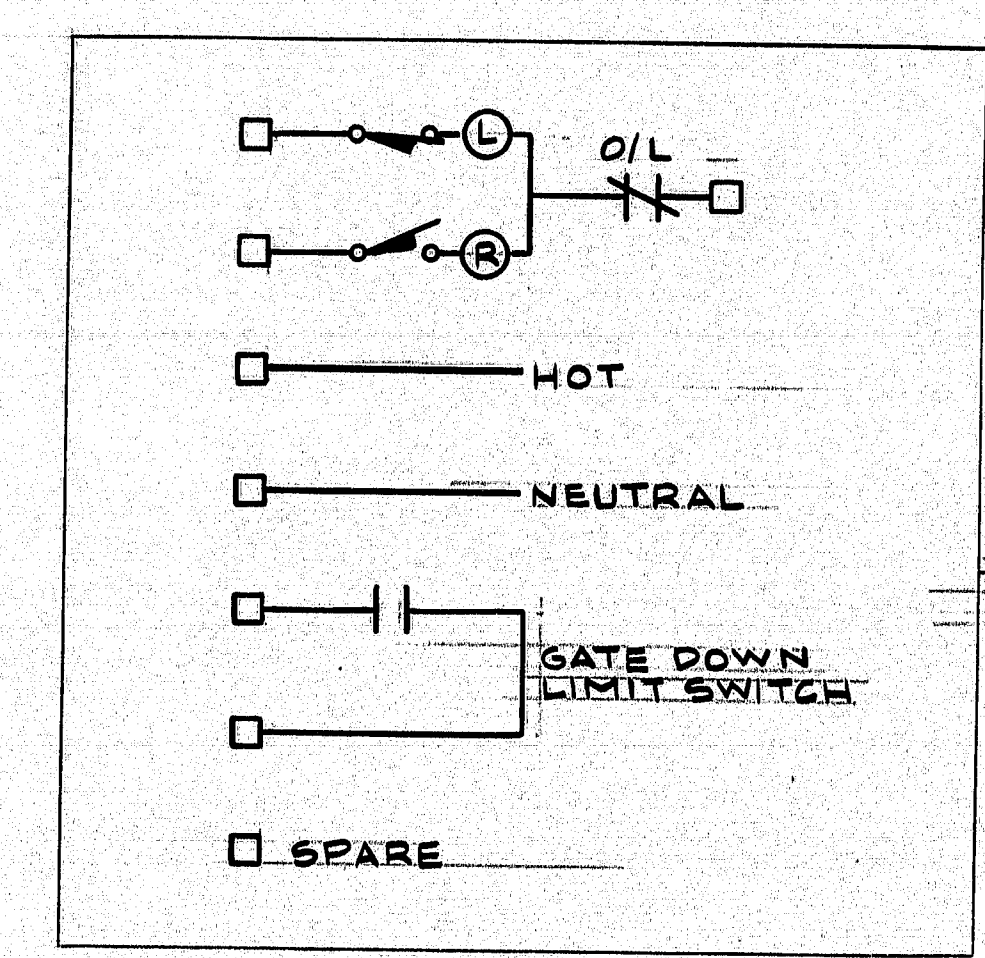 L
O/L
R
HOT
NEUTRAL
GATE DOWN
LIMIT SWITCH
SPARE